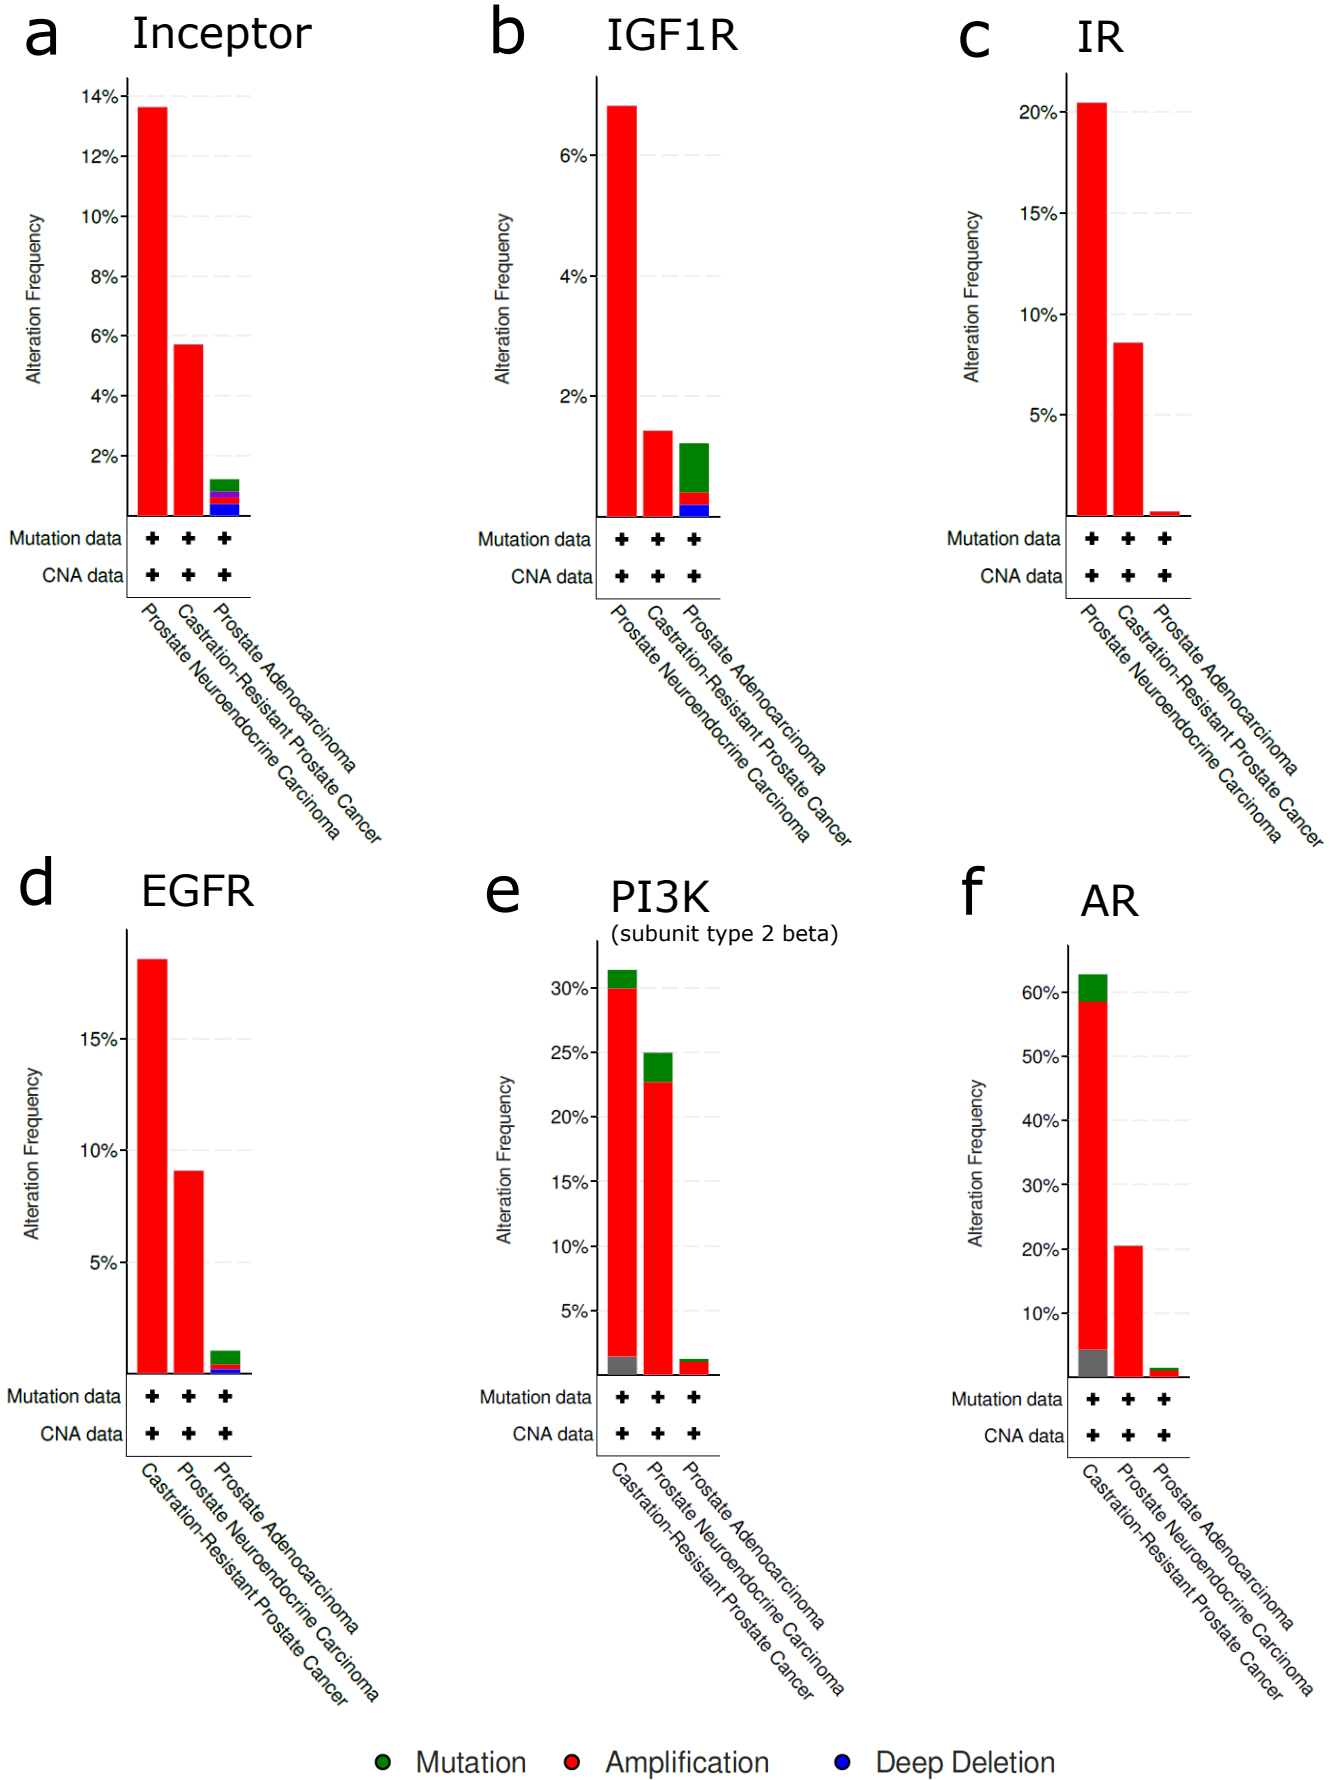 a Inceptor
14%
12%
10%
8%
6%
4%
2%
Alteration Frequency
Mutation data
CNA data
Prostate Neuroendocrine Carcinoma
Castration-Resistant Prostate Cancer
Prostate Adenocarcinoma
b IGF1R
6%
4%
2%
Alteration Frequency
Mutation data
CNA data
Prostate Neuroendocrine Carcinoma
Castration-Resistant Prostate Cancer
Prostate Adenocarcinoma
c IR
20%
15%
10%
5%
Alteration Frequency
Mutation data
CNA data
Prostate Neuroendocrine Carcinoma
Castration-Resistant Prostate Cancer
Prostate Adenocarcinoma
d EGFR
15%
10%
5%
Alteration Frequency
Mutation data
CNA data
Castration-Resistant Prostate Cancer
Prostate Neuroendocrine Carcinoma
Prostate Adenocarcinoma
e PI3K
(subunit type 2 beta)
30%
25%
20%
15%
10%
5%
Alteration Frequency
Mutation data
CNA data
Castration-Resistant Prostate Cancer
Prostate Neuroendocrine Carcinoma
Prostate Adenocarcinoma
f AR
60%
50%
40%
30%
20%
10%
Alteration Frequency
Mutation data
CNA data
Castration-Resistant Prostate Cancer
Prostate Neuroendocrine Carcinoma
Prostate Adenocarcinoma
Mutation Amplification Deep Deletion